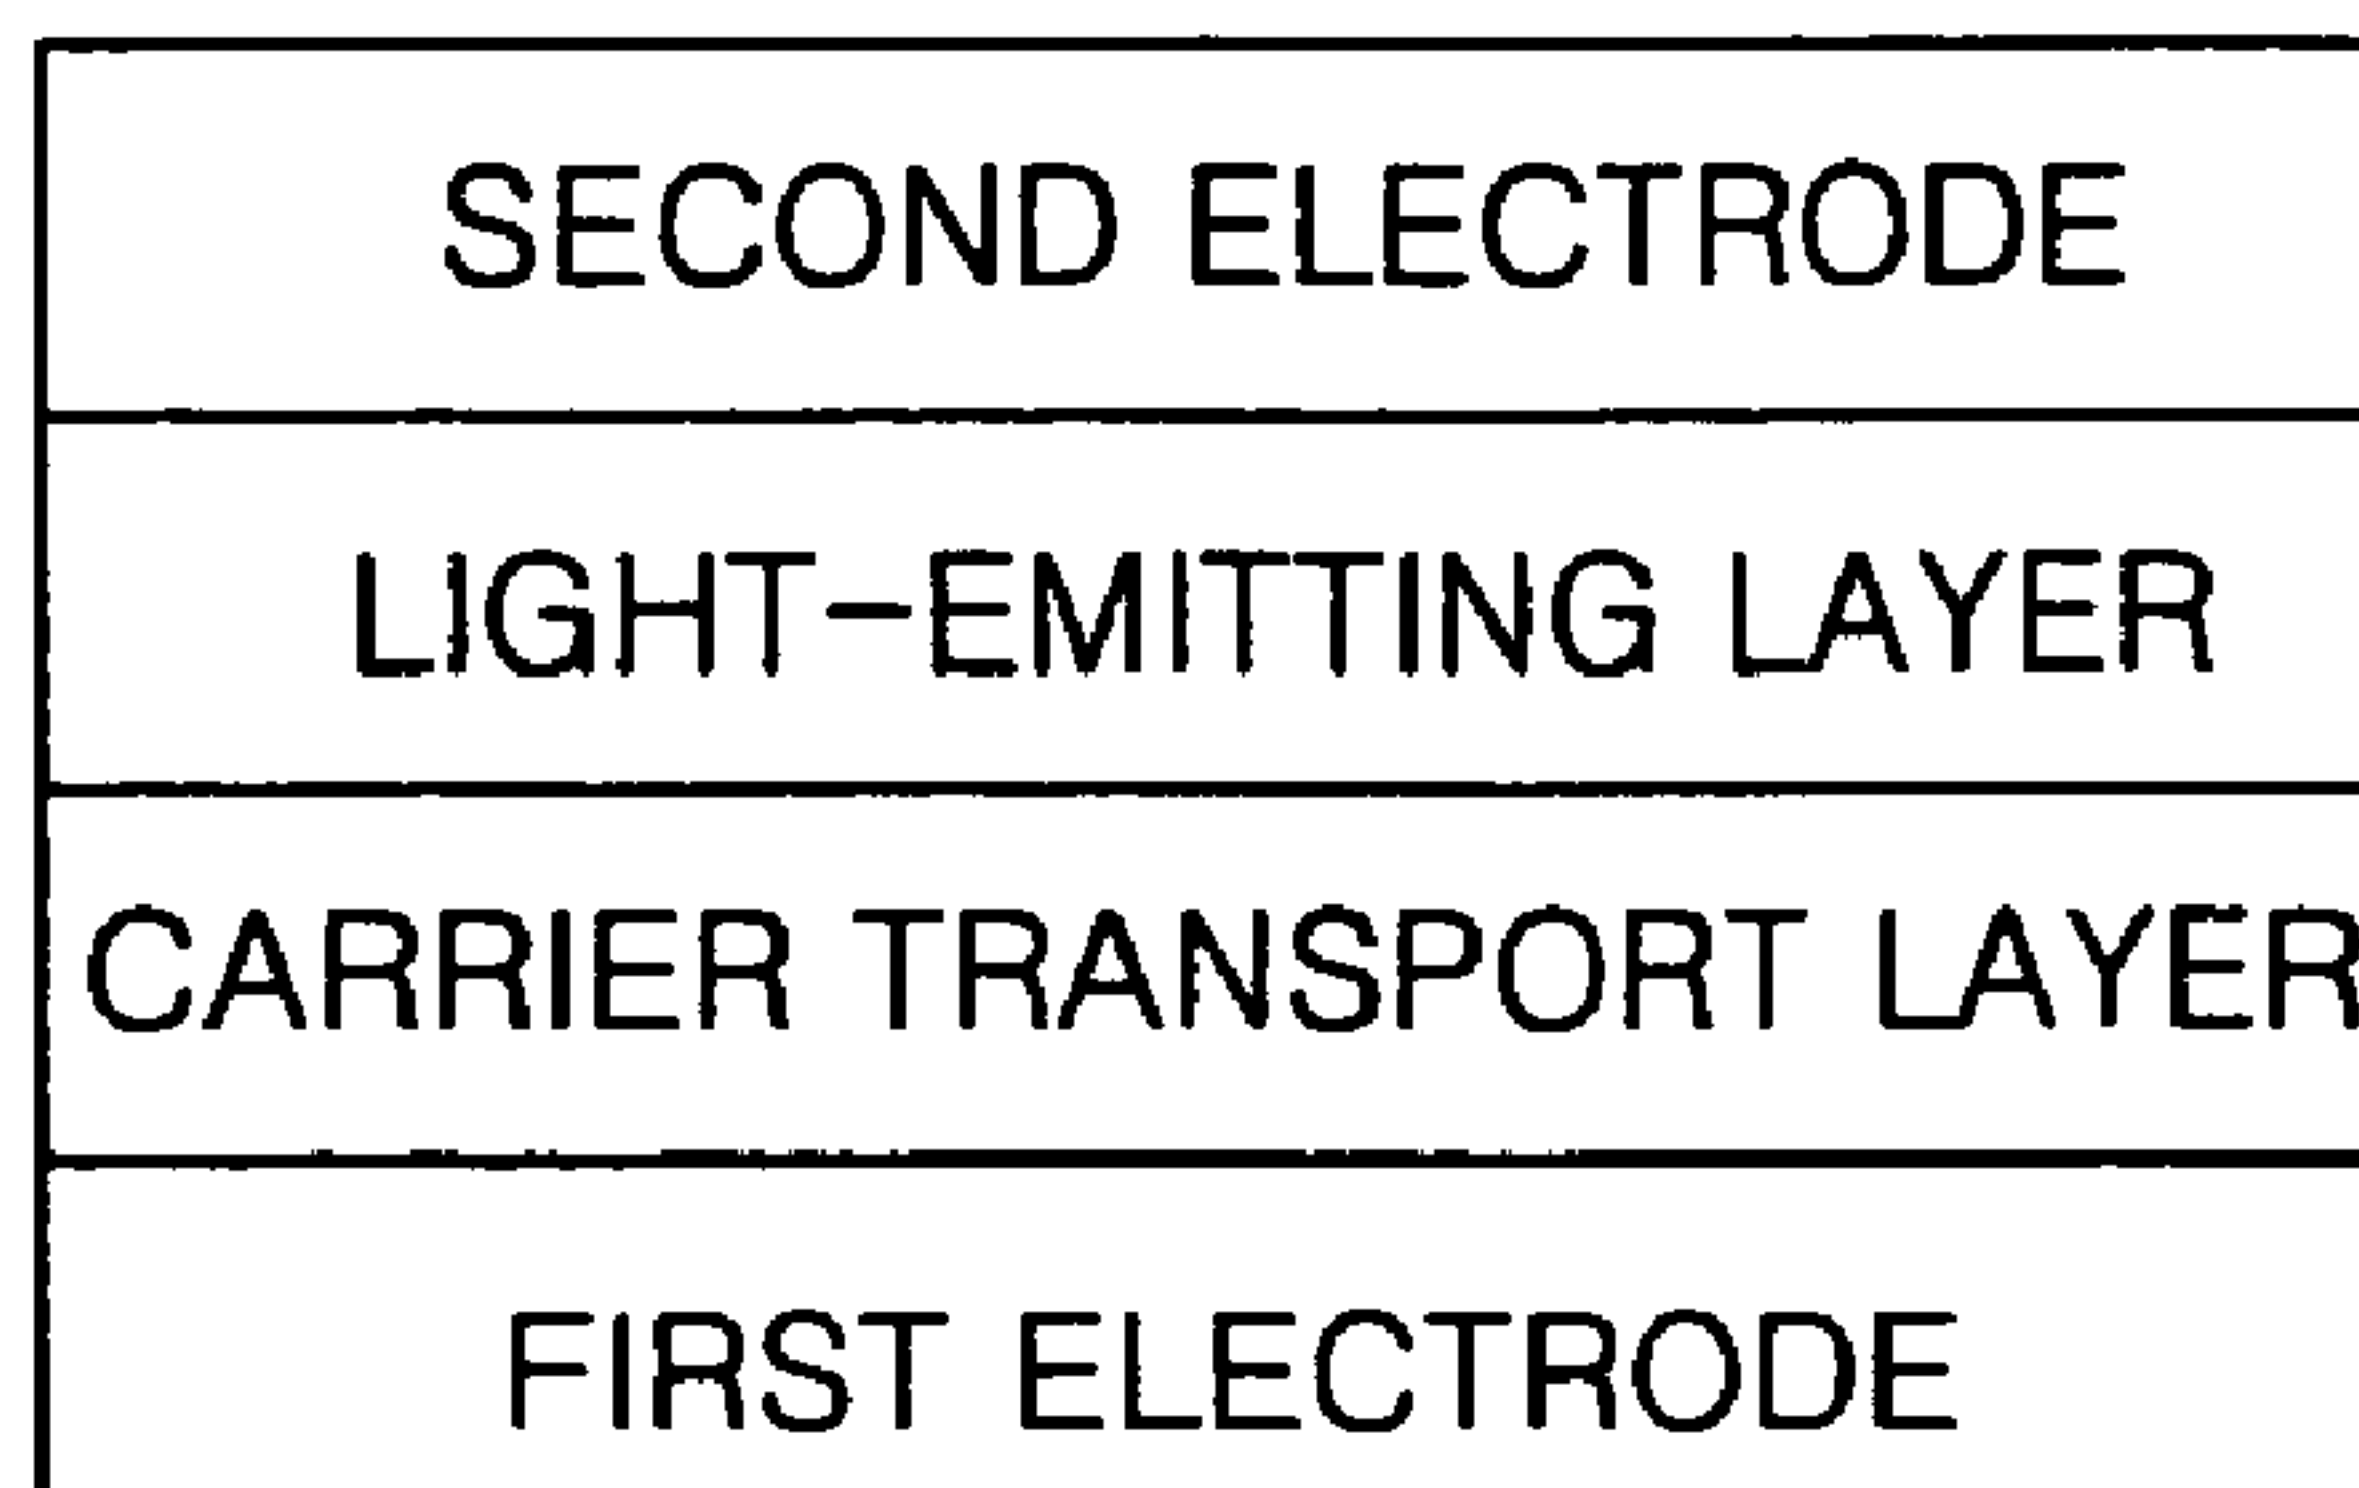 SECOND ELECTRODE
LIGHT-EMITTING LAYER
CARRIER TRANSPORT LAYER
FIRST ELECTRODE